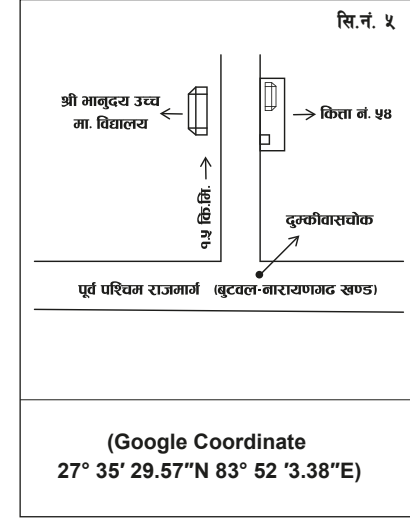 सि.नं. ५
श्री भानुदय उच्च
मा. विद्यालय
कित्ता नं. ५४
१.५ कि.मि.
दुम्कीवासचोक
पूर्व पश्चिम राजमार्ग (बुटवल-नारायणगढ खण्ड)
(Google Coordinate
27° 35′ 29.57″N 83° 52 ′3.38″E)